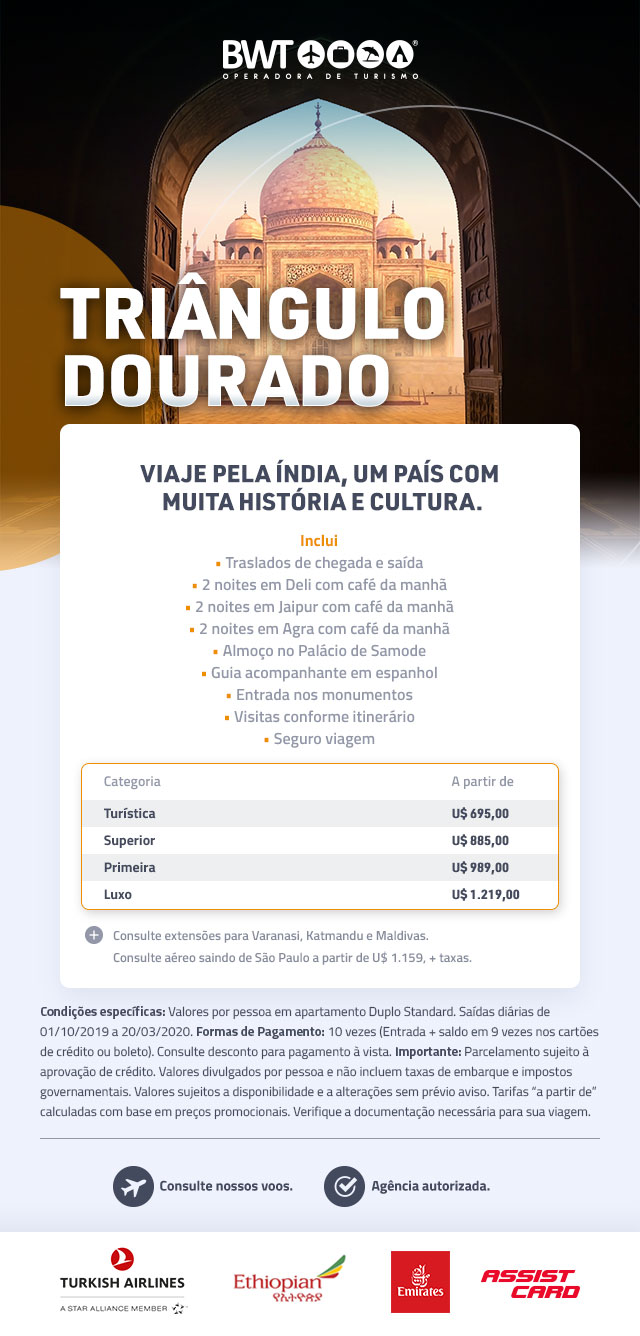 BWT
OPERADORA DE TURISMO
TRIÂNGULO
DOURADO
VIAJE PELA ÍNDIA, UM PAÍS COM
MUITA HISTÓRIA E CULTURA.
Inclui
▪ Traslados de chegada e saída
▪ 2 noites em Deli com café da manhã
▪ 2 noites em Jaipur com café da manhã
▪ 2 noites em Agra com café da manhã
▪ Almoço no Palácio de Samode
▪ Guia acompanhante em espanhol
▪ Entrada nos monumentos
▪ Visitas conforme itinerário
▪ Seguro viagem
Categoria A partir de
Turística U$ 695,00
Superior U$ 885,00
Primeira U$ 989,00
Luxo U$ 1.219,00
Consulte extensões para Varanasi, Katmandu e Maldivas.
Consulte aéreo saindo de São Paulo a partir de U$ 1.159, + taxas.
Condições específicas: Valores por pessoa em apartamento Duplo Standard. Saídas diárias de
01/10/2019 a 20/03/2020. Formas de Pagamento: 10 vezes (Entrada + saldo em 9 vezes nos cartões
de crédito ou boleto). Consulte desconto para pagamento à vista. Importante: Parcelamento sujeito à
aprovação de crédito. Valores divulgados por pessoa e não incluem taxas de embarque e impostos
governamentais. Valores sujeitos a disponibilidade e a alterações sem prévio aviso. Tarifas “a partir de”
calculadas com base em preços promocionais. Verifique a documentação necessária para sua viagem.
Consulte nossos voos. Agência autorizada.
TURKISH AIRLINES
A STAR ALLIANCE MEMBER
Ethiopian
የኢትዮጵያ
Emirates
ASSIST
CARD